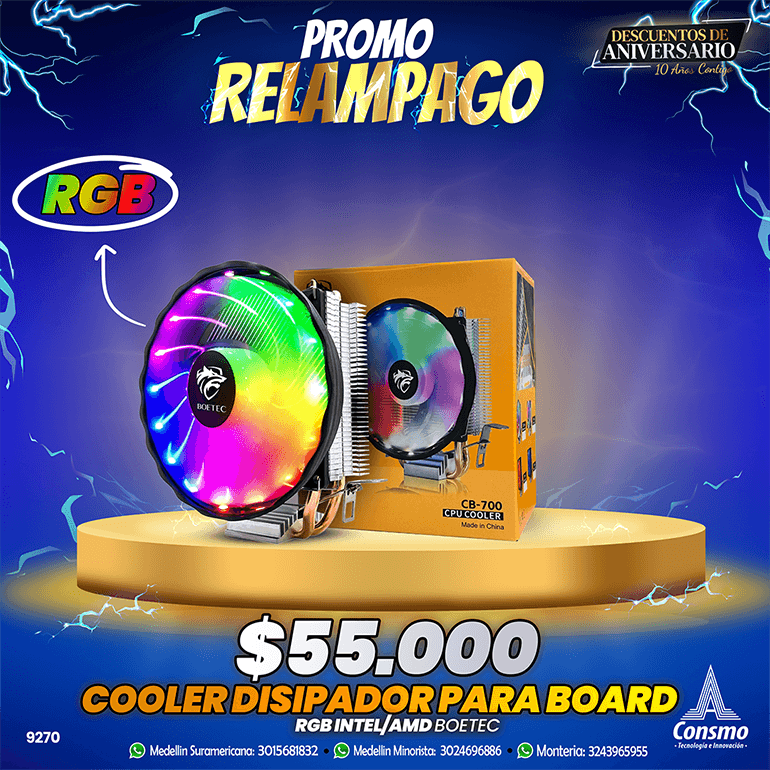 PROMO
RELAMPAGO
DESCUENTOS DE
ANIVERSARIO
10 Años Contigo
RGB
BOETEC
CB-700
CPU COOLER
Made in China
$55.000
COOLER DISIPADOR PARA BOARD
RGB INTEL/AMD BOETEC
Consmo
• Tecnología e Innovación •
9270
Medellin Suramericana: 3015681832 • Medellin Minorista: 3024696886 • Monteria: 3243965955